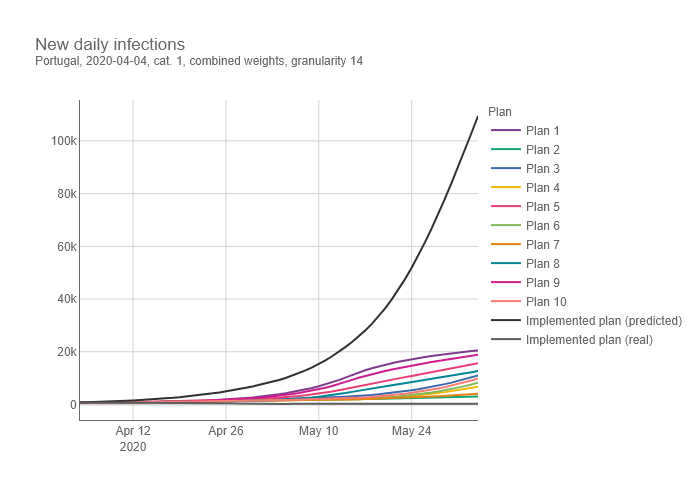 New daily infections
Portugal, 2020-04-04, cat. 1, combined weights, granularity 14
Plan
Plan 1
Plan 2
Plan 3
Plan 4
Plan 5
Plan 6
Plan 7
Plan 8
Plan 9
Plan 10
Implemented plan (predicted)
Implemented plan (real)
100k
80k
60k
40k
20k
0
Apr 12
2020
Apr 26
May 10
May 24